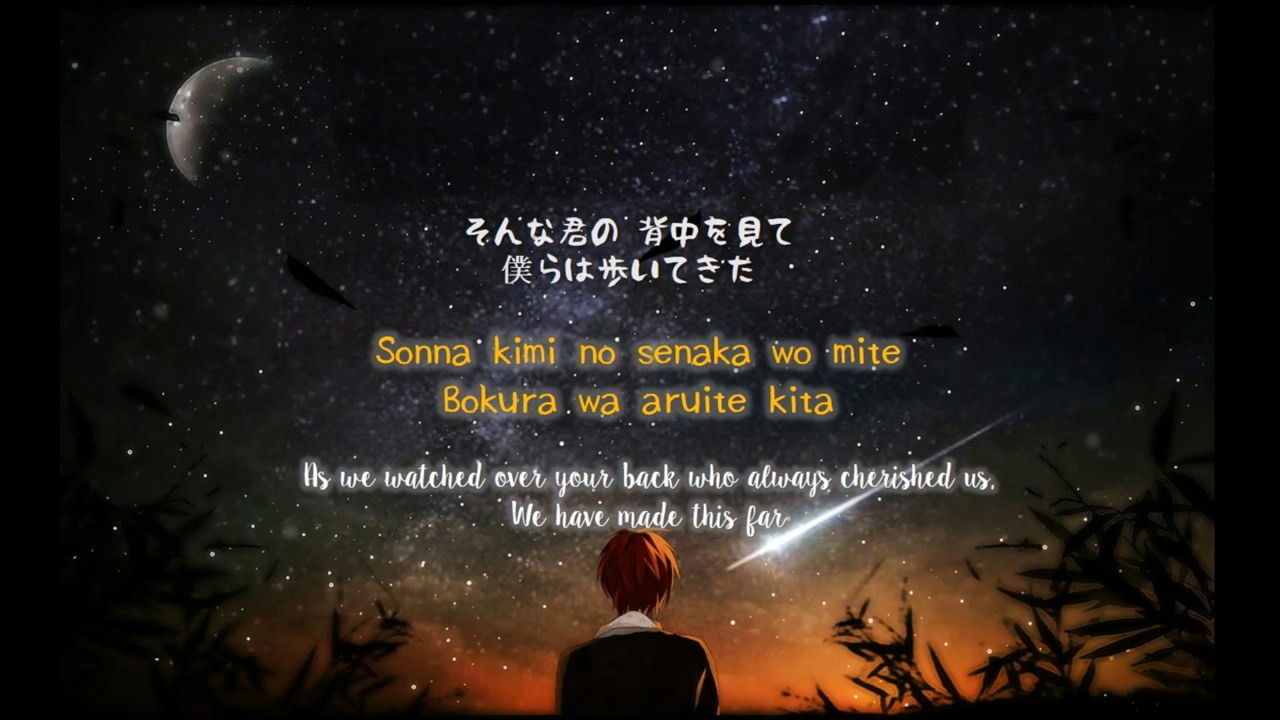 そんな君の 背中を見て
僕らは歩いてきた
Sonna kimi no senaka wo mite
Bokura wa aruite kita
As we watched over your back who always cherished us,
We have made this far